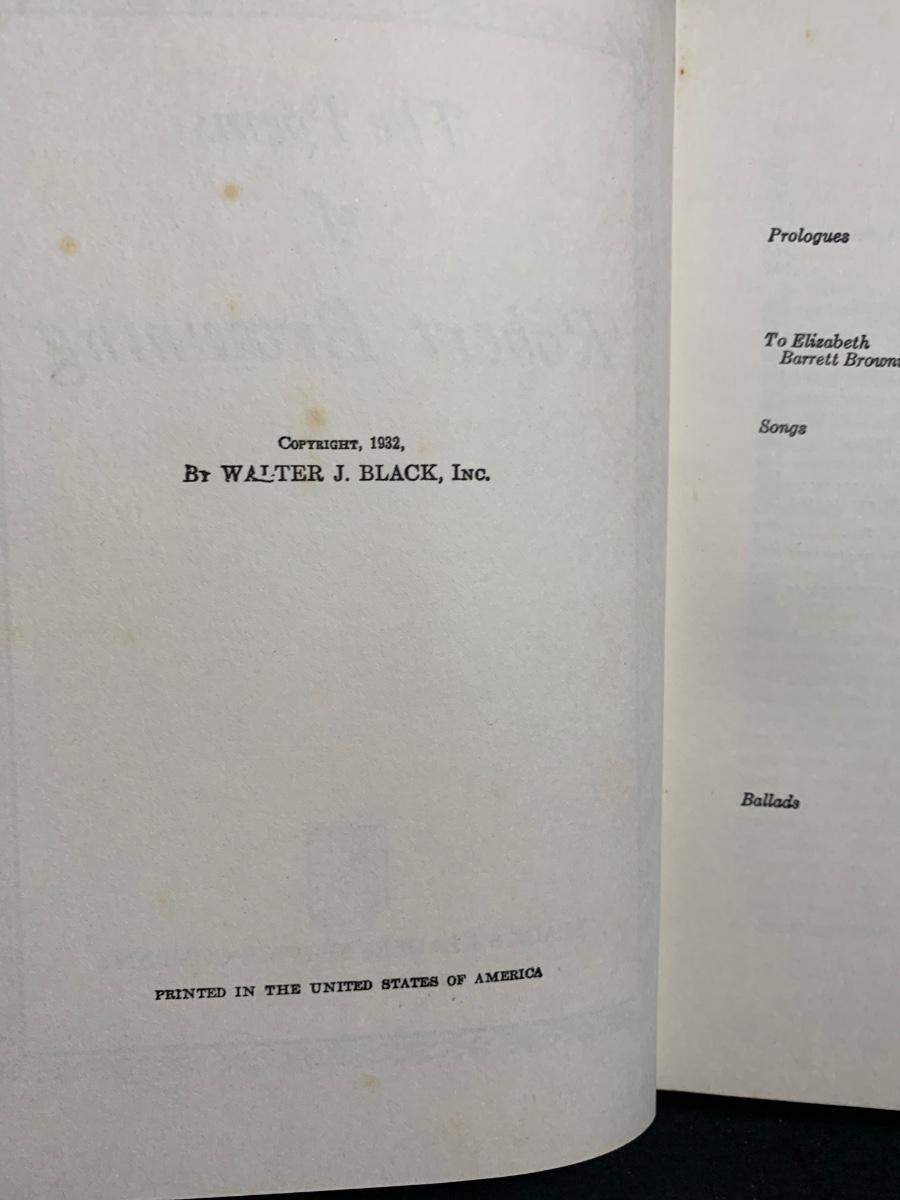 COPYRIGHT, 1932,
BY WALTER J. BLACK, INC.
PRINTED IN THE UNITED STATES OF AMERICA
Prologues
To Elizabeth
Barrett Browni
Songs
Ballads